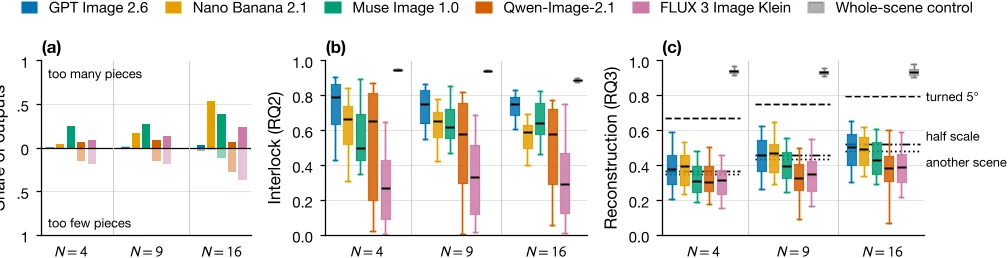 GPT Image 2.6 Nano Banana 2.1 Muse Image 1.0 Qwen-Image-2.1 FLUX 3 Image Klein Whole-scene control
(a)
Share of outputs
1
.5
0
.5
1
too many pieces
too few pieces
N = 4 N = 9 N = 16
(b)
Interlock (RQ2)
1.0
0.8
0.6
0.4
0.2
0.0
N = 4 N = 9 N = 16
(c)
Reconstruction (RQ3)
1.0
0.8
0.6
0.4
0.2
0.0
turned 5°
half scale
another scene
N = 4 N = 9 N = 16